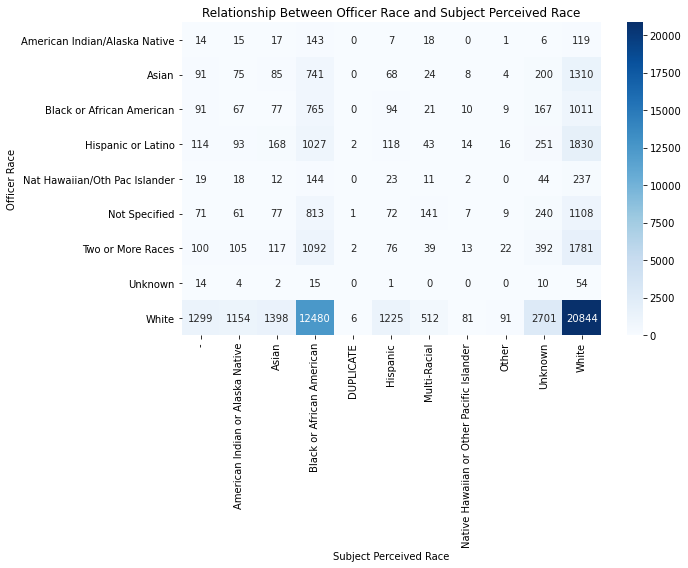 Relationship Between Officer Race and Subject Perceived Race
Officer Race
American Indian/Alaska Native 14 15 17 143 0 7 18 0 1 6 119
Asian 91 75 85 741 0 68 24 8 4 200 1310
Black or African American 91 67 77 765 0 94 21 10 9 167 1011
Hispanic or Latino 114 93 168 1027 2 118 43 14 16 251 1830
Nat Hawaiian/Oth Pac Islander 19 18 12 144 0 23 11 2 0 44 237
Not Specified 71 61 77 813 1 72 141 7 9 240 1108
Two or More Races 100 105 117 1092 2 76 39 13 22 392 1781
Unknown 14 4 2 15 0 1 0 0 0 10 54
White 1299 1154 1398 12480 6 1225 512 81 91 2701 20844
-
American Indian or Alaska Native
Asian
Black or African American
DUPLICATE
Hispanic
Multi-Racial
Native Hawaiian or Other Pacific Islander
Other
Unknown
White
Subject Perceived Race
20000
17500
15000
12500
10000
7500
5000
2500
0